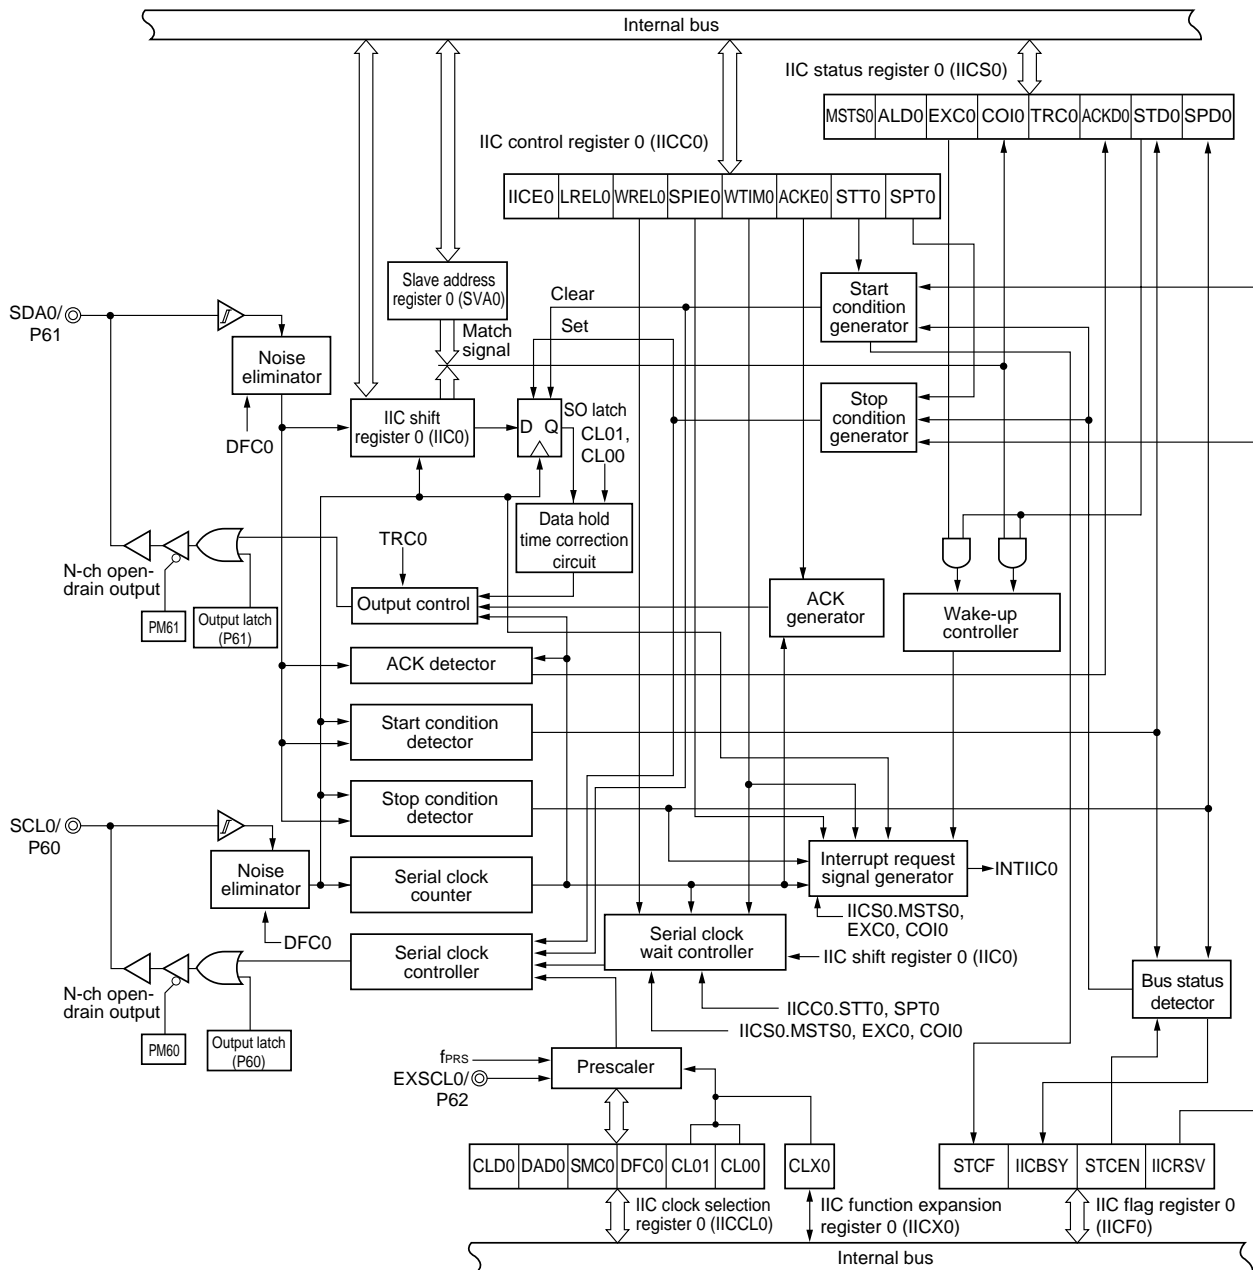 Internal bus
IIC status register 0 (IICS0)
MSTS0 ALD0 EXC0 COI0 TRC0 ACKD0 STD0 SPD0
IIC control register 0 (IICC0)
IICE0 LREL0 WREL0 SPIE0 WTIM0 ACKE0 STT0 SPT0
Slave address
register 0 (SVA0)
Clear
Set
Start
condition
generator
SDA0/
P61
Match
signal
Noise
eliminator
DFC0
IIC shift
register 0 (IIC0)
D Q
SO latch
CL01,
CL00
Stop
condition
generator
Data hold
time correction
circuit
TRC0
N-ch open-
drain output
PM61
Output latch
(P61)
Output control
ACK
generator
Wake-up
controller
ACK detector
Start condition
detector
Stop condition
detector
SCL0/
P60
Noise
eliminator
DFC0
Serial clock
counter
Interrupt request
signal generator
INTIIC0
IICS0.MSTS0,
EXC0, COI0
Serial clock
controller
Serial clock
wait controller
IIC shift register 0 (IIC0)
Bus status
detector
N-ch open-
drain output
PM60
Output latch
(P60)
IICC0.STT0, SPT0
IICS0.MSTS0, EXC0, COI0
fPRS
EXSCL0/
P62
Prescaler
CLD0 DAD0 SMC0 DFC0 CL01 CL00
CLX0
STCF IICBSY STCEN IICRSV
IIC clock selection
register 0 (IICCL0)
IIC function expansion
register 0 (IICX0)
IIC flag register 0
(IICF0)
Internal bus